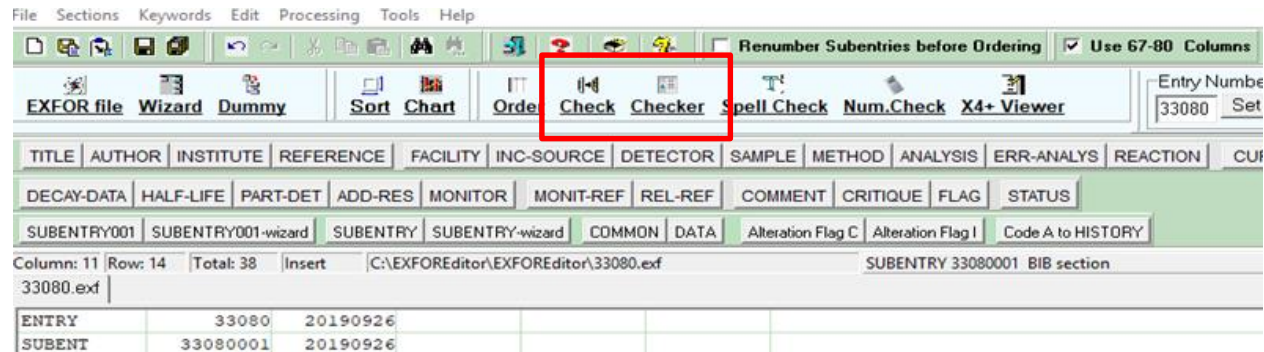 File Sections Keywords Edit Processing Tools Help
Renumber Subentries before Ordering Use 67-80 Columns
EXFOR file Wizard Dummy Sort Chart Order Check Checker Spell Check Num.Check X4+ Viewer Entry Numbe
33080 Set
TITLE AUTHOR INSTITUTE REFERENCE FACILITY INC-SOURCE DETECTOR SAMPLE METHOD ANALYSIS ERR-ANALYS REACTION CUR
DECAY-DATA HALF-LIFE PART-DET ADD-RES MONITOR MONIT-REF REL-REF COMMENT CRITIQUE FLAG STATUS
SUBENTRY001 SUBENTRY001-wizard SUBENTRY SUBENTRY-wizard COMMON DATA Alteration Flag C Alteration Flag I Code A to HISTORY
Column: 11 Row: 14 Total: 38 Insert C:\EXFOREditor\EXFOREditor\33080.exf SUBENTRY 33080001 BIB section
33080.exf
ENTRY 33080 20190926
SUBENT 33080001 20190926